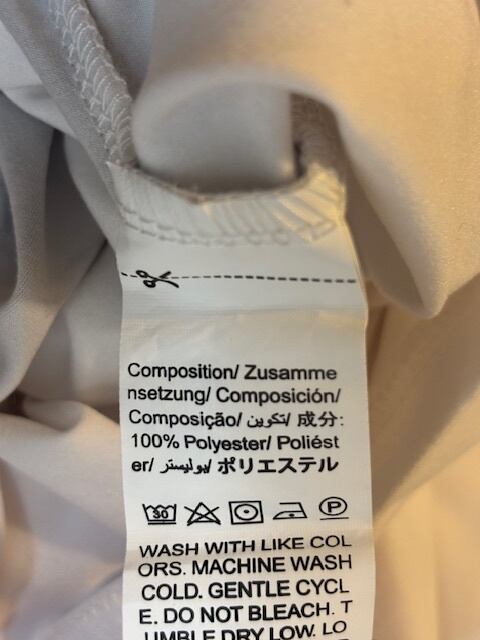 Composition/ Zusamme
nsetzung/ Composición/
Composição/ تكوين/ 成分:
100% Polyester/ Poliést
er/ بوليستر/ ポリエステル
30 P
WASH WITH LIKE COL
ORS. MACHINE WASH
COLD. GENTLE CYCL
E. DO NOT BLEACH. T
UMBLE DRY LOW. LO